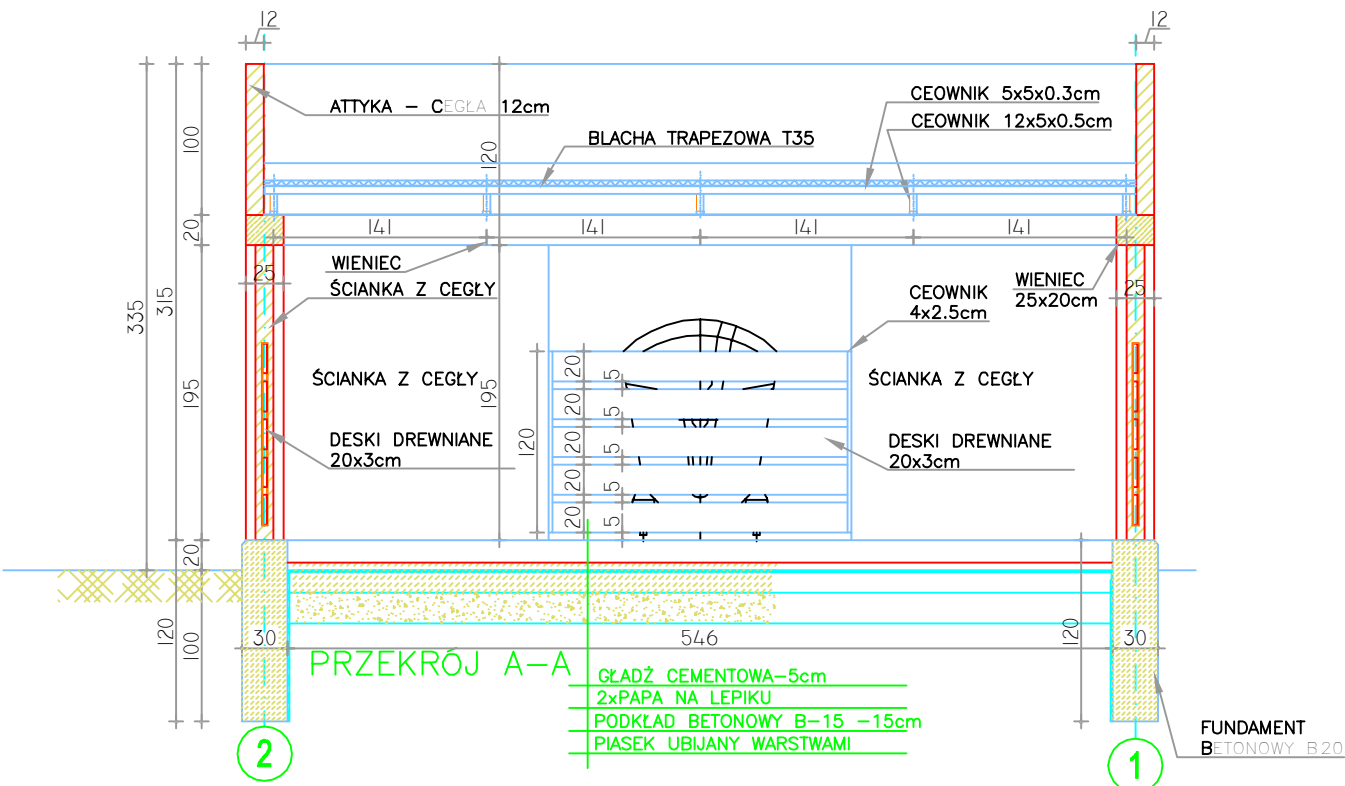 12
12
ATTYKA – CEGŁA 12cm
CEOWNIK 5x5x0.3cm
CEOWNIK 12x5x0.5cm
BLACHA TRAPEZOWA T35
100
120
20
141
141
141
141
WIENIEC
ŚCIANKA Z CEGŁY
25
WIENIEC
25x20cm
25
CEOWNIK
4x2.5cm
335
315
195
195
ŚCIANKA Z CEGŁY
ŚCIANKA Z CEGŁY
DESKI DREWNIANE
20x3cm
DESKI DREWNIANE
20x3cm
120
20
20
20
20
20
5
5
5
5
5
20
120
100
30
546
120
30
PRZEKRÓJ A–A
GŁADŹ CEMENTOWA–5cm
2xPAPA NA LEPIKU
PODKŁAD BETONOWY B–15 –15cm
PIASEK UBIJANY WARSTWAMI
FUNDAMENT
BETONOWY B20
2
1